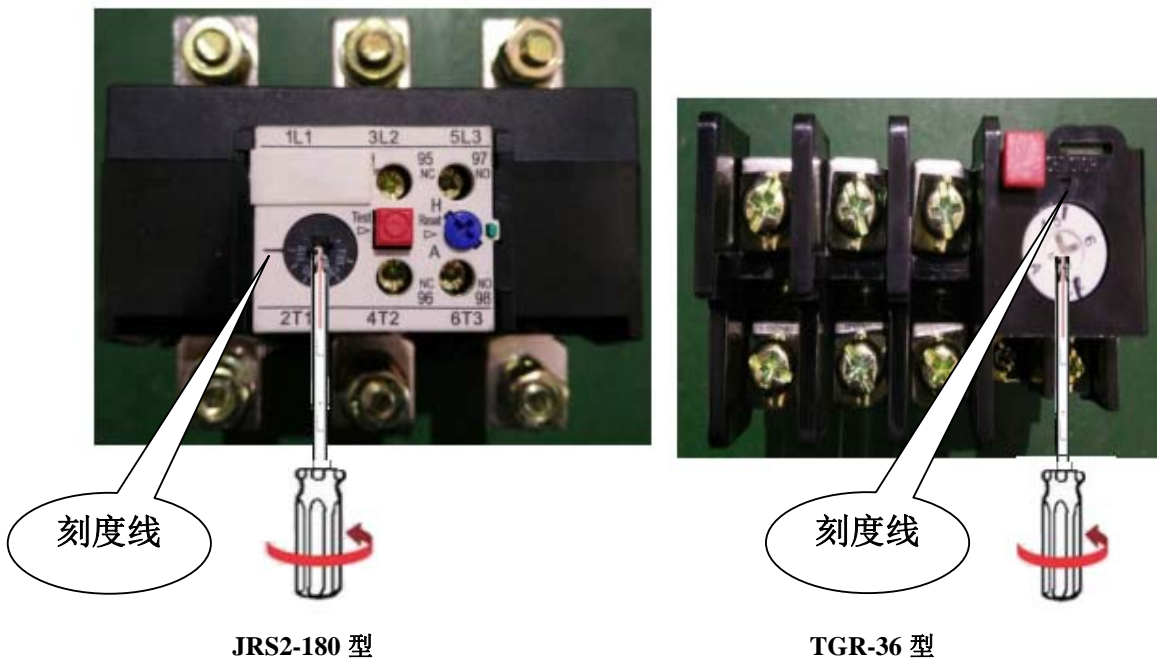 1L1 3L2 5L3
95 97
NC NO
H
Test Reset
A
NC NO
96 98
2T1 4T2 6T3
刻度线
刻度线
JRS2-180 型
TGR-36 型